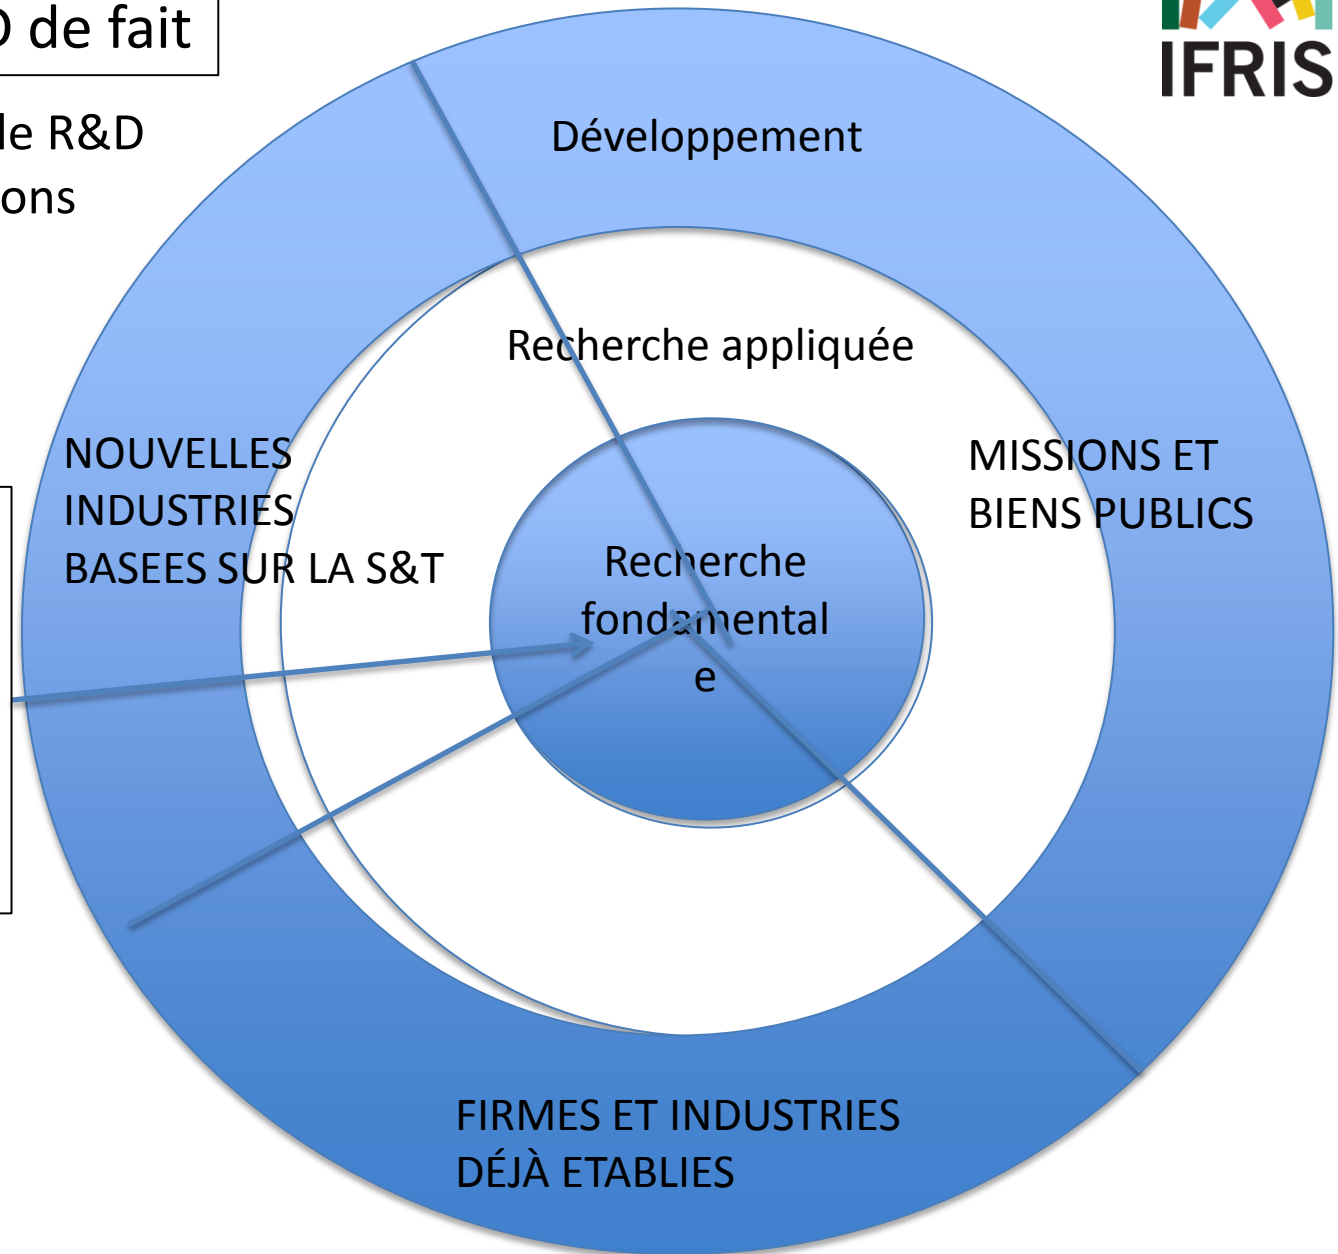 D de fait
IFRIS
de R&D
ons
Développement
Recherche appliquée
NOUVELLES
INDUSTRIES
BASEES SUR LA S&T
MISSIONS ET
BIENS PUBLICS
Recherche
fondamental
e
FIRMES ET INDUSTRIES
DÉJÀ ETABLIES